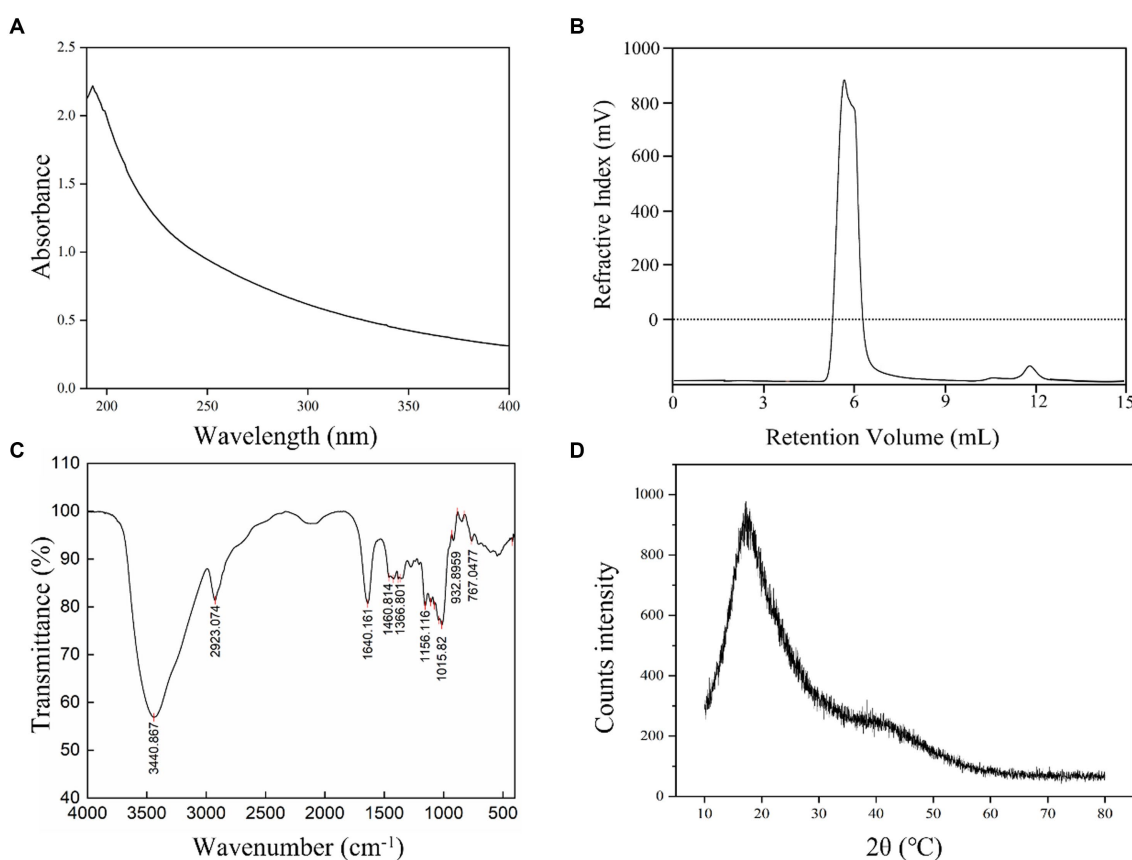 A
2.5
2.0
1.5
1.0
0.5
0.0
Absorbance
200 250 300 350 400
Wavelength (nm)
B
1000
800
600
400
200
0
Refractive Index (mV)
0 3 6 9 12 15
Retention Volume (mL)
C
110
100
90
80
70
60
50
40
Transmittance (%)
3440.867
2923.074
1640.161
1460.814
1366.801
1156.116
1015.82
932.8959
767.0477
4000 3500 3000 2500 2000 1500 1000 500
Wavenumber (cm⁻¹)
D
1000
800
600
400
200
0
Counts intensity
10 20 30 40 50 60 70 80
2θ (℃)